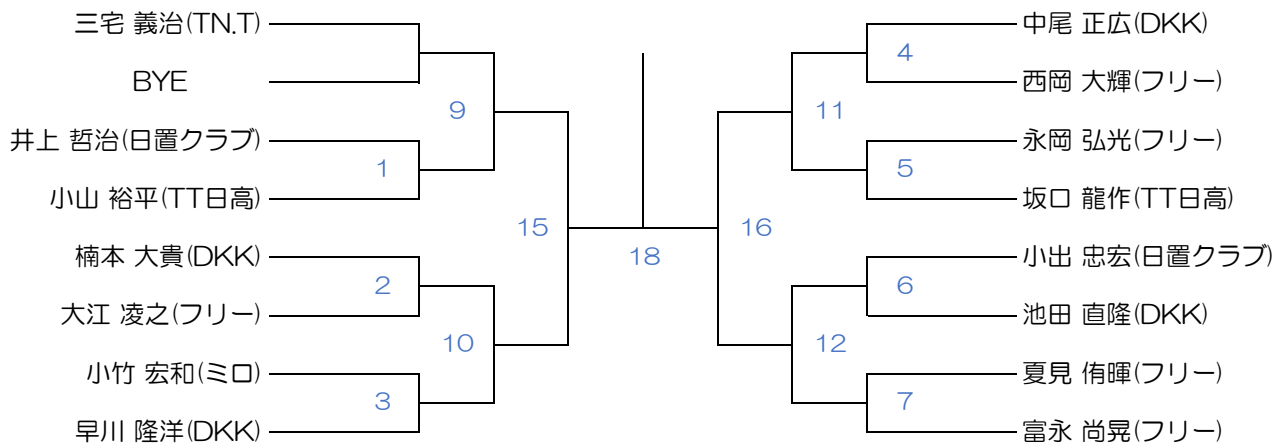 三宅 義治(TN.T)
BYE
井上 哲治(日置クラブ)
小山 裕平(TT日高)
楠本 大貴(DKK)
大江 凌之(フリー)
小竹 宏和(ミロ)
早川 隆洋(DKK)
9
1
2
10
3
15
18
16
4
11
5
6
12
7
中尾 正広(DKK)
西岡 大輝(フリー)
永岡 弘光(フリー)
坂口 龍作(TT日高)
小出 忠宏(日置クラブ)
池田 直隆(DKK)
夏見 侑暉(フリー)
富永 尚晃(フリー)